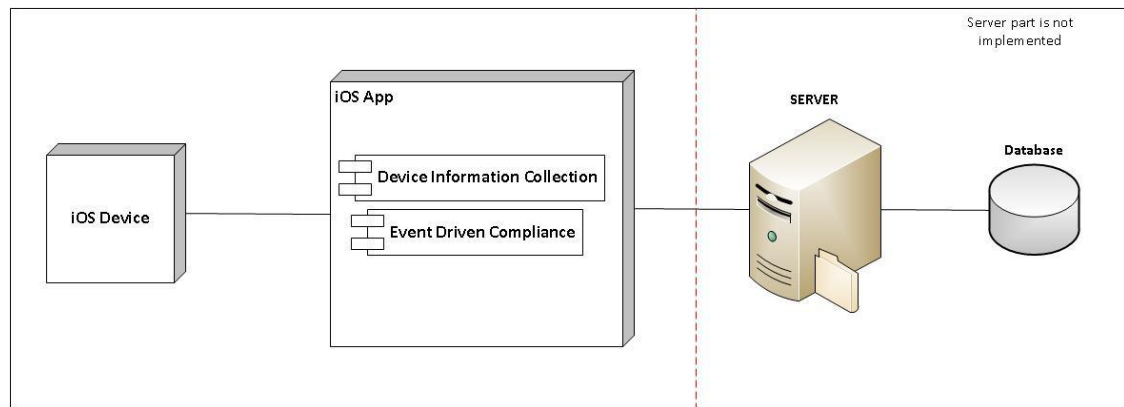 Server part is not
implemented
iOS App
SERVER
Database
Device Information Collection
iOS Device
Event Driven Compliance